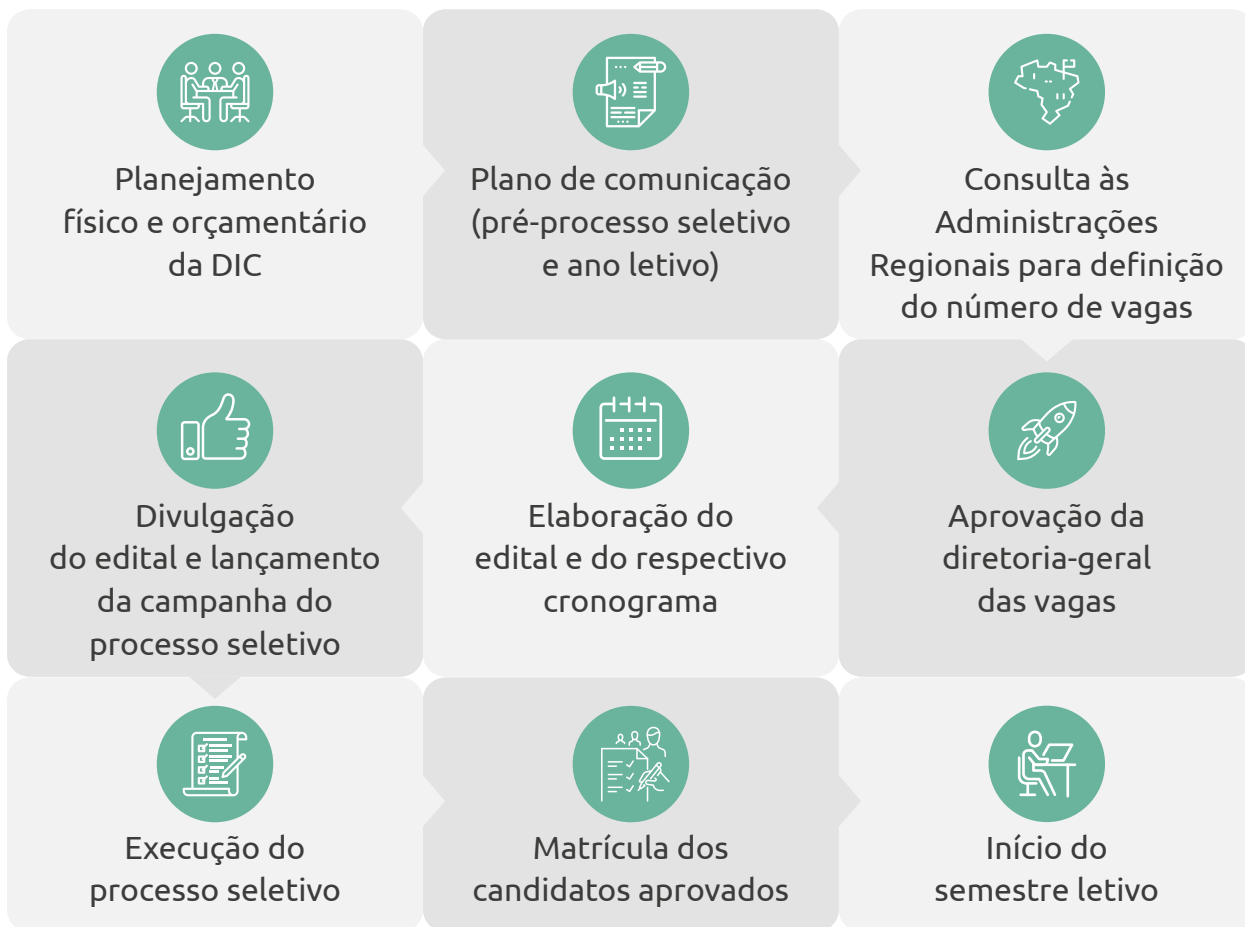 Planejamento
físico e orçamentário
da DIC
Plano de comunicação
(pré-processo seletivo
e ano letivo)
Consulta às
Administrações
Regionais para definição
do número de vagas
Aprovação da
diretoria-geral
das vagas
Elaboração do
edital e do respectivo
cronograma
Divulgação
do edital e lançamento
da campanha do
processo seletivo
Execução do
processo seletivo
Matrícula dos
candidatos aprovados
Início do
semestre letivo